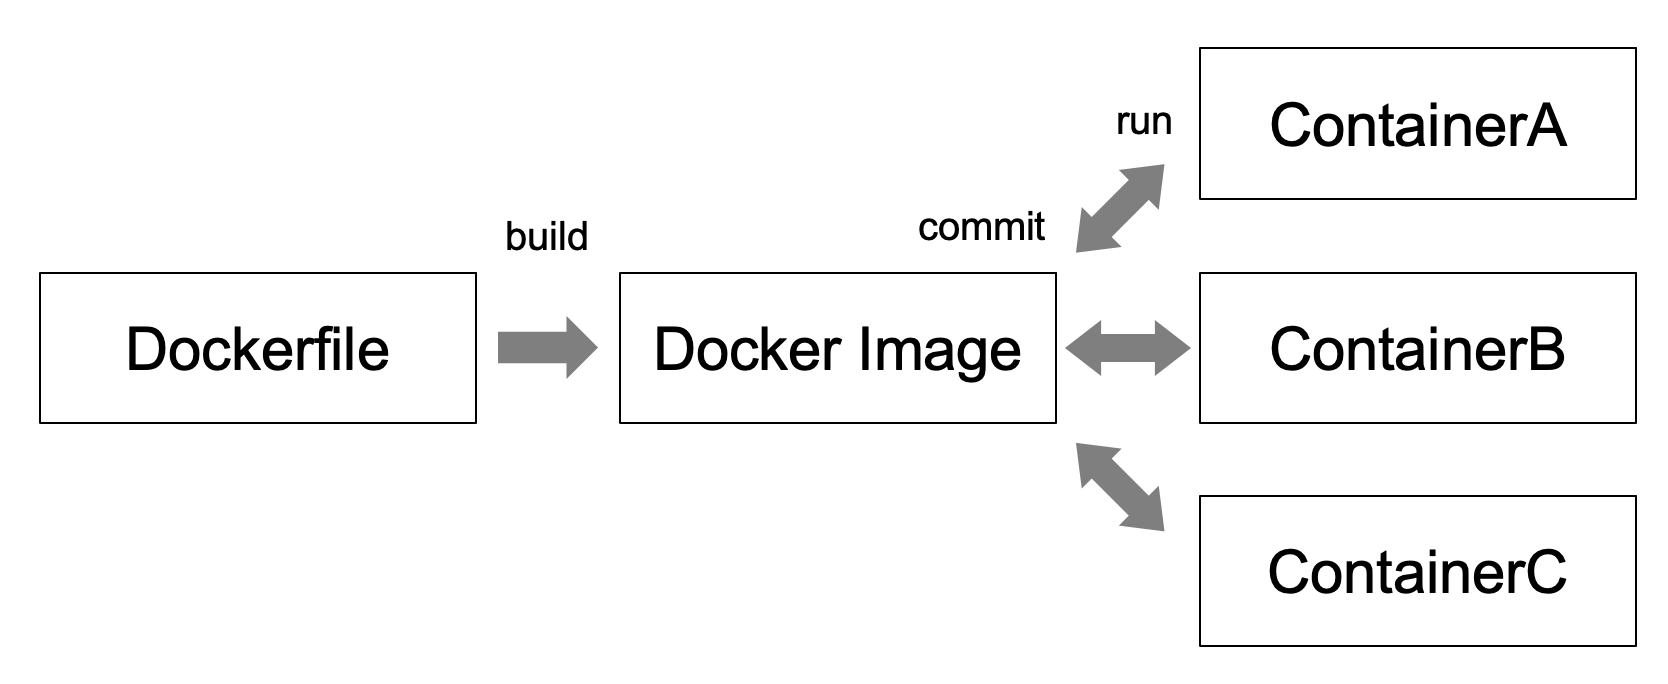 Dockerfile
build
Docker Image
commit
run
ContainerA
ContainerB
ContainerC